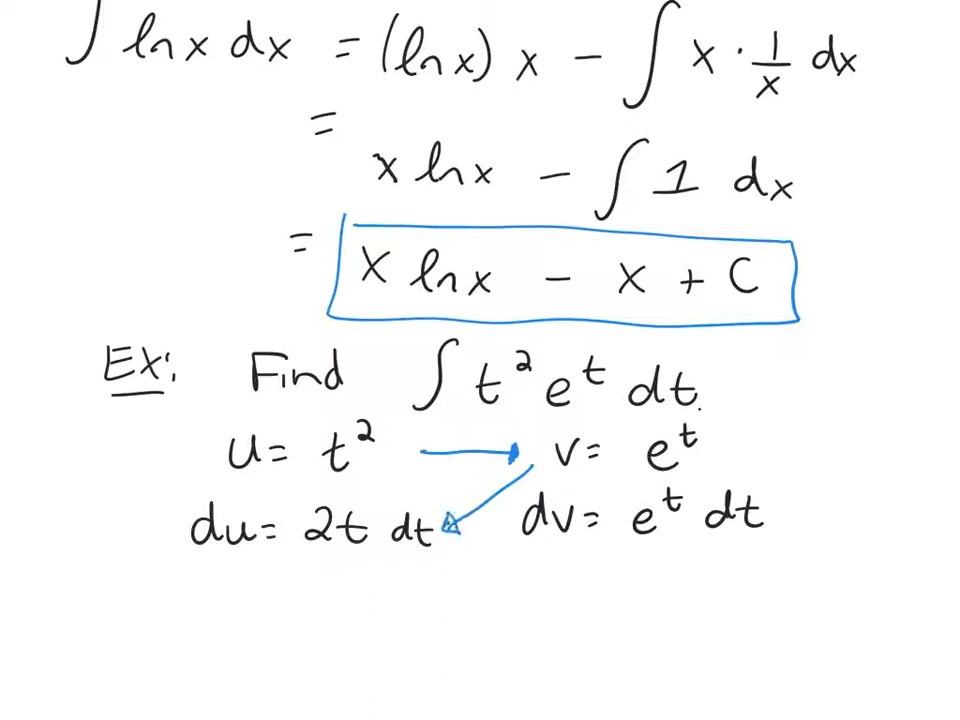 ∫ ln x dx = (ln x) x − ∫ x · 1/x dx
=
x ln x − ∫ 1 dx
= x ln x − x + C
Ex: Find ∫ t² eᵗ dt.
u = t² → v = eᵗ
du = 2t dt dv = eᵗ dt